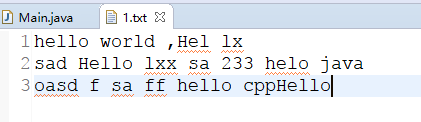 Main.java 1.txt
1 hello world ,Hel lx
2 sad Hello lxx sa 233 helo java
3 oasd f sa ff hello cppHello